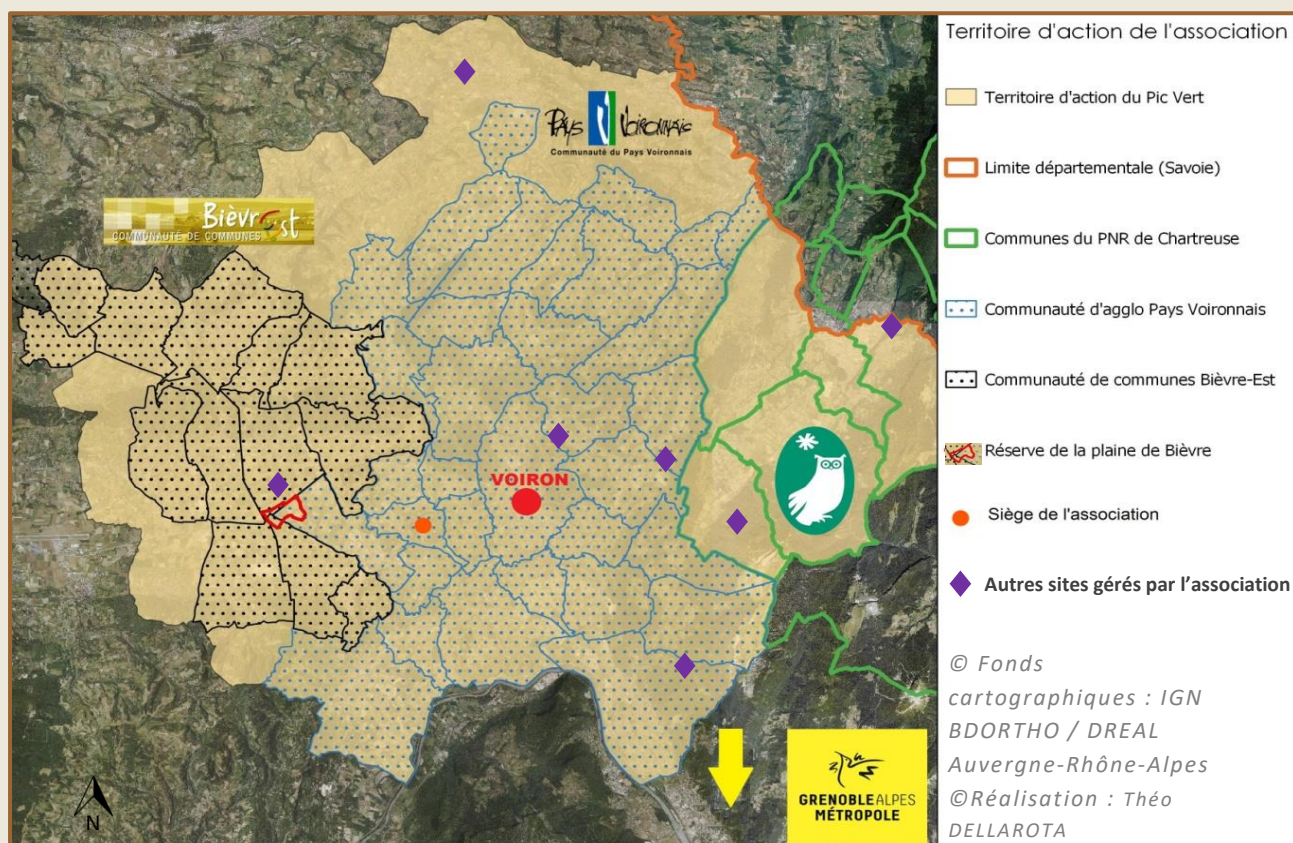 PAYS VOIRONNAIS
Communauté du Pays Voironnais
Bièvr est
COMMUNAUTÉ DE COMMUNES
VOIRON
N
GRENOBLEALPES
MÉTROPOLE
Territoire d'action de l'association
Territoire d'action du Pic Vert
Limite départementale (Savoie)
Communes du PNR de Chartreuse
Communauté d'agglo Pays Voironnais
Communauté de communes Bièvre-Est
Réserve de la plaine de Bièvre
Siège de l'association
Autres sites gérés par l’association
© Fonds
cartographiques : IGN
BDORTHO / DREAL
Auvergne-Rhône-Alpes
©Réalisation : Théo
DELLAROTA